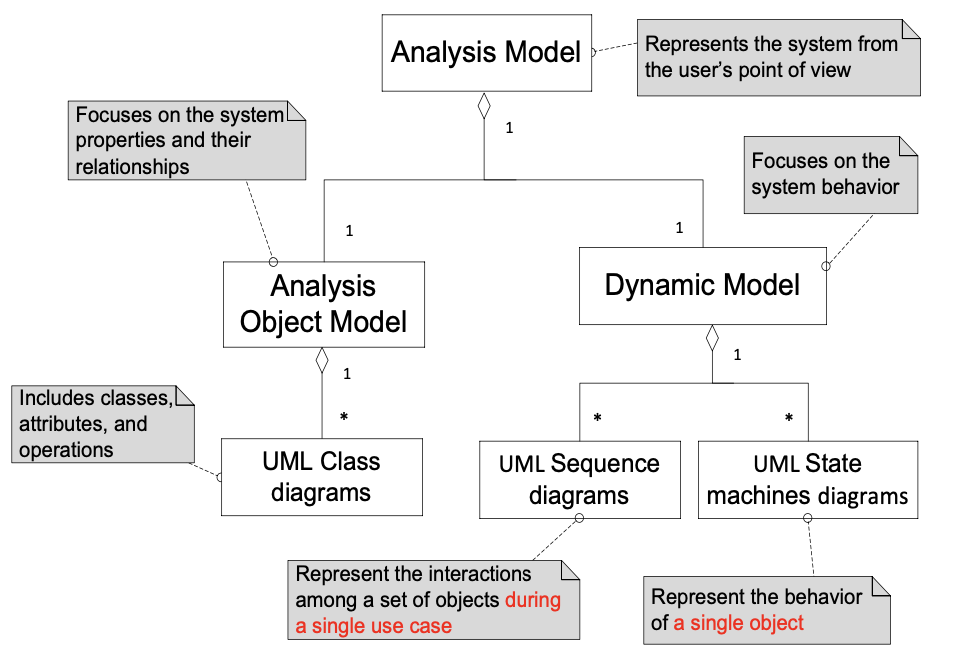 Analysis Model
Represents the system from
the user's point of view
1
Focuses on the system
properties and their
relationships
Focuses on the
system behavior
1
1
Analysis
Object Model
Dynamic Model
1
1
Includes classes,
attributes, and
operations
*
*
*
UML Class
diagrams
UML Sequence
diagrams
UML State
machines diagrams
Represent the interactions
among a set of objects during
a single use case
Represent the behavior
of a single object